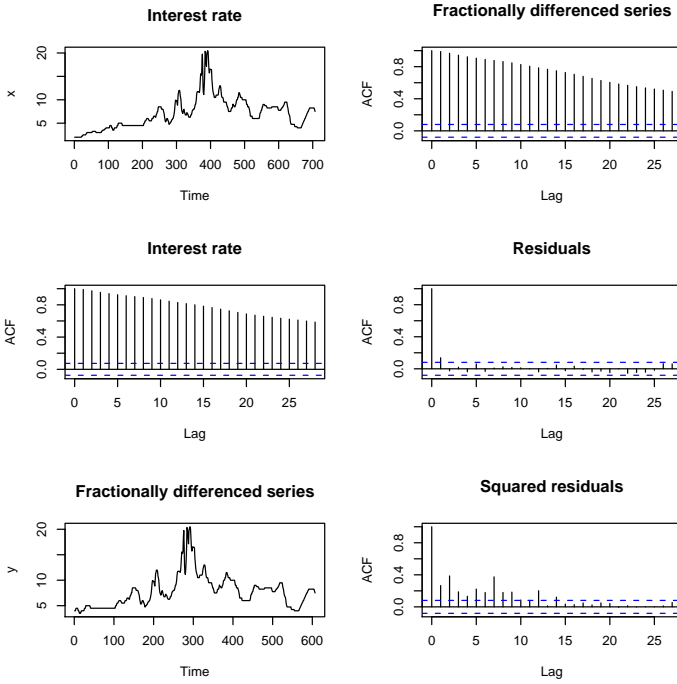 Interest rate
x
5
10
20
0 100 200 300 400 500 600 700
Time
Fractionally differenced series
ACF
0.0
0.4
0.8
0 5 10 15 20 25
Lag
Interest rate
ACF
0.0
0.4
0.8
0 5 10 15 20 25
Lag
Residuals
ACF
0.0
0.4
0.8
0 5 10 15 20 25
Lag
Fractionally differenced series
y
5
10
20
0 100 200 300 400 500 600
Time
Squared residuals
ACF
0.0
0.4
0.8
0 5 10 15 20 25
Lag